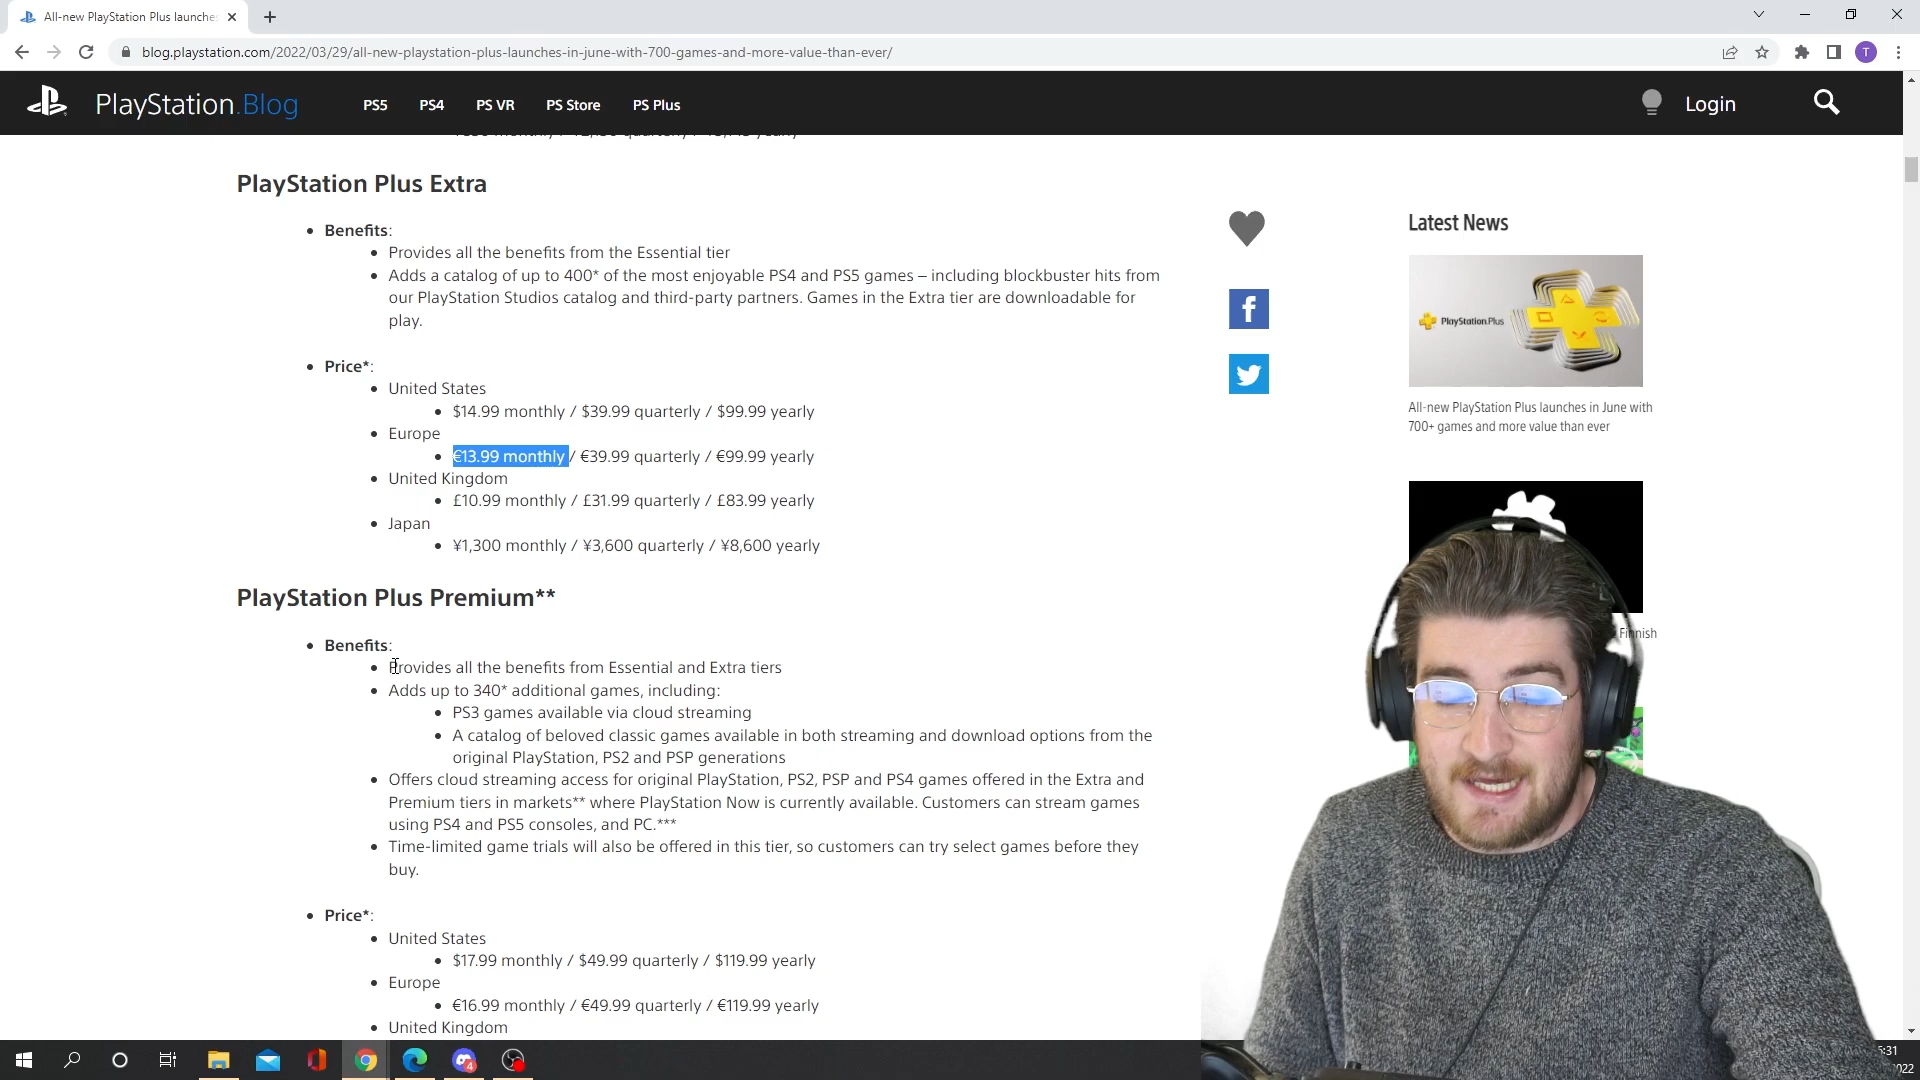 All-new PlayStation Plus launches
blog.playstation.com/2022/03/29/all-new-playstation-plus-launches-in-june-with-700-games-and-more-value-than-ever/
T
PlayStation.Blog
PS5
PS4
PS VR
PS Store
PS Plus
Login
PlayStation Plus Extra
Benefits:
Provides all the benefits from the Essential tier
Adds a catalog of up to 400* of the most enjoyable PS4 and PS5 games – including blockbuster hits from
our PlayStation Studios catalog and third-party partners. Games in the Extra tier are downloadable for
play.
Price*:
United States
$14.99 monthly / $39.99 quarterly / $99.99 yearly
Europe
€13.99 monthly / €39.99 quarterly / €99.99 yearly
United Kingdom
£10.99 monthly / £31.99 quarterly / £83.99 yearly
Japan
¥1,300 monthly / ¥3,600 quarterly / ¥8,600 yearly
PlayStation Plus Premium**
Benefits:
Provides all the benefits from Essential and Extra tiers
Adds up to 340* additional games, including:
PS3 games available via cloud streaming
A catalog of beloved classic games available in both streaming and download options from the
original PlayStation, PS2 and PSP generations
Offers cloud streaming access for original PlayStation, PS2, PSP and PS4 games offered in the Extra and
Premium tiers in markets** where PlayStation Now is currently available. Customers can stream games
using PS4 and PS5 consoles, and PC.***
Time-limited game trials will also be offered in this tier, so customers can try select games before they
buy.
Price*:
United States
$17.99 monthly / $49.99 quarterly / $119.99 yearly
Europe
€16.99 monthly / €49.99 quarterly / €119.99 yearly
United Kingdom
Latest News
PlayStation.Plus
All-new PlayStation Plus launches in June with
700+ games and more value than ever
Finnish
4
:31
022